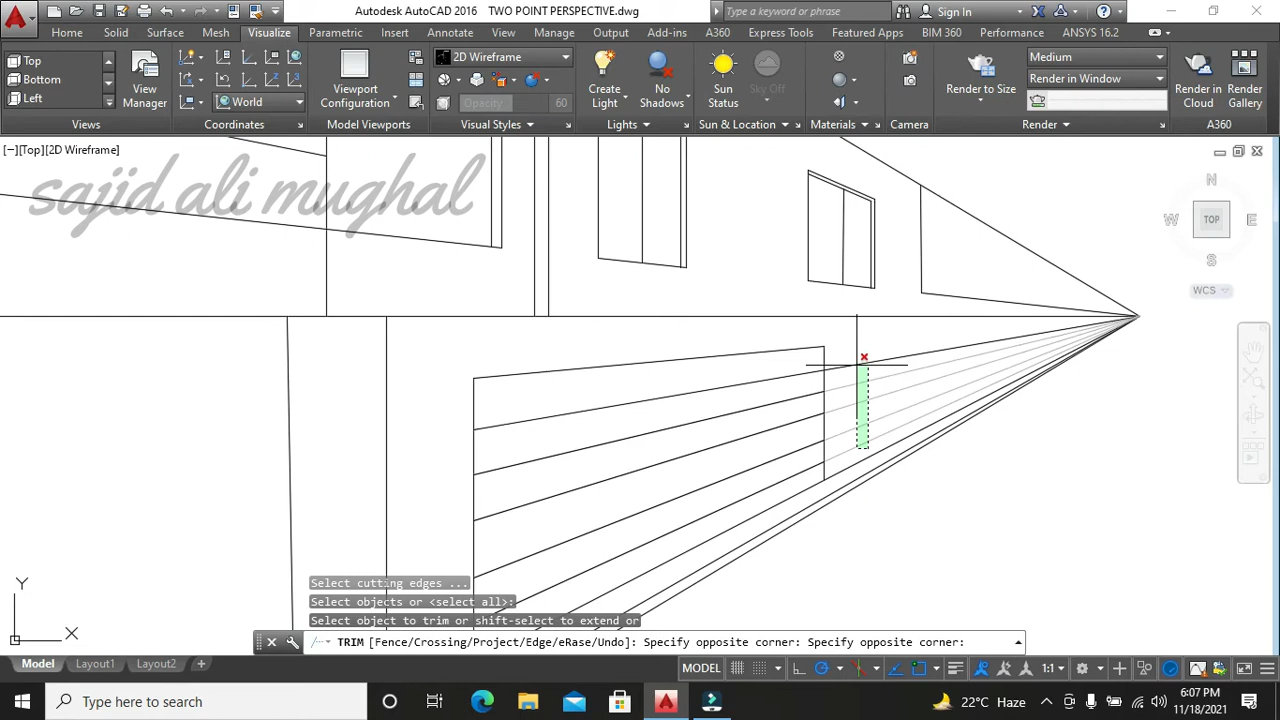 Autodesk AutoCAD 2016 TWO POINT PERSPECTIVE.dwg
Type a keyword or phrase
Sign In
Home Solid Surface Mesh Visualize Parametric Insert Annotate View Manage Output Add-ins A360 Express Tools Featured Apps BIM 360 Performance ANSYS 16.2
Top
Bottom
Left
View Manager
World
Viewport Configuration
2D Wireframe
Opacity 60
Create Light
No Shadows
Sun Status
Sky Off
Medium
Render to Size
Render in Window
Render in Cloud
Render Gallery
Views Coordinates Model Viewports Visual Styles Lights Sun & Location Materials Camera Render A360
[−][Top][2D Wireframe]
sajid ali mughal
N
W TOP E
S
WCS
Y
X
Select cutting edges ...
Select objects or <select all>:
Select object to trim or shift-select to extend or
TRIM [Fence/Crossing/Project/Edge/eRase/Undo]: Specify opposite corner: Specify opposite corner:
Model Layout1 Layout2 +
MODEL 1:1
Type here to search
22°C Haze
6:07 PM
11/18/2021